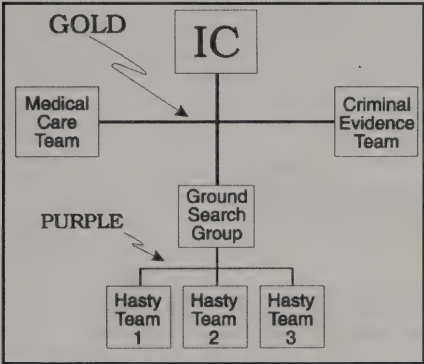 GOLD
IC
Medical
Care
Team
Criminal
Evidence
Team
Ground
Search
Group
PURPLE
Hasty
Team
1
Hasty
Team
2
Hasty
Team
3